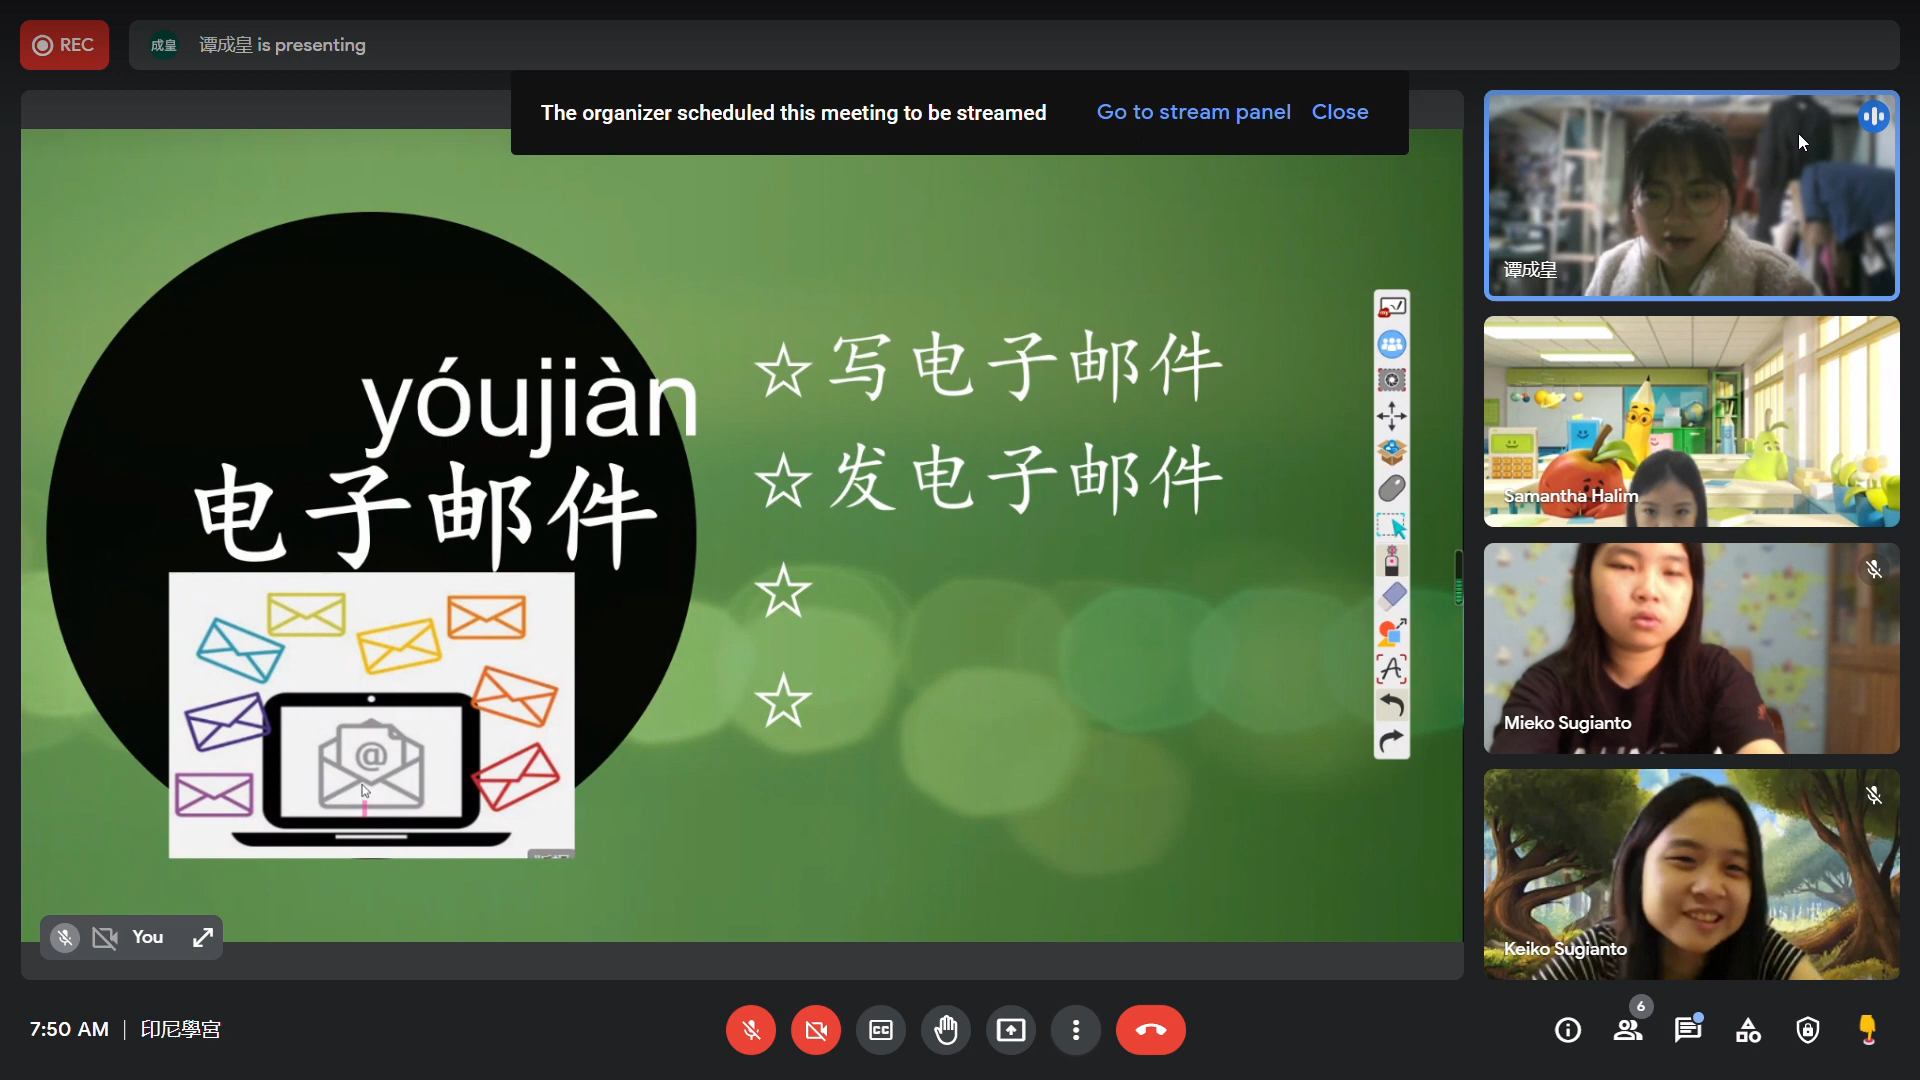 REC
成皇 谭成皇 is presenting
The organizer scheduled this meeting to be streamed Go to stream panel Close
yóujiàn
电子邮件
@
☆写电子邮件
☆发电子邮件
☆
☆
谭成皇
Samantha Halim
Mieko Sugianto
Keiko Sugianto
You
7:50 AM | 印尼學宮
CC
6